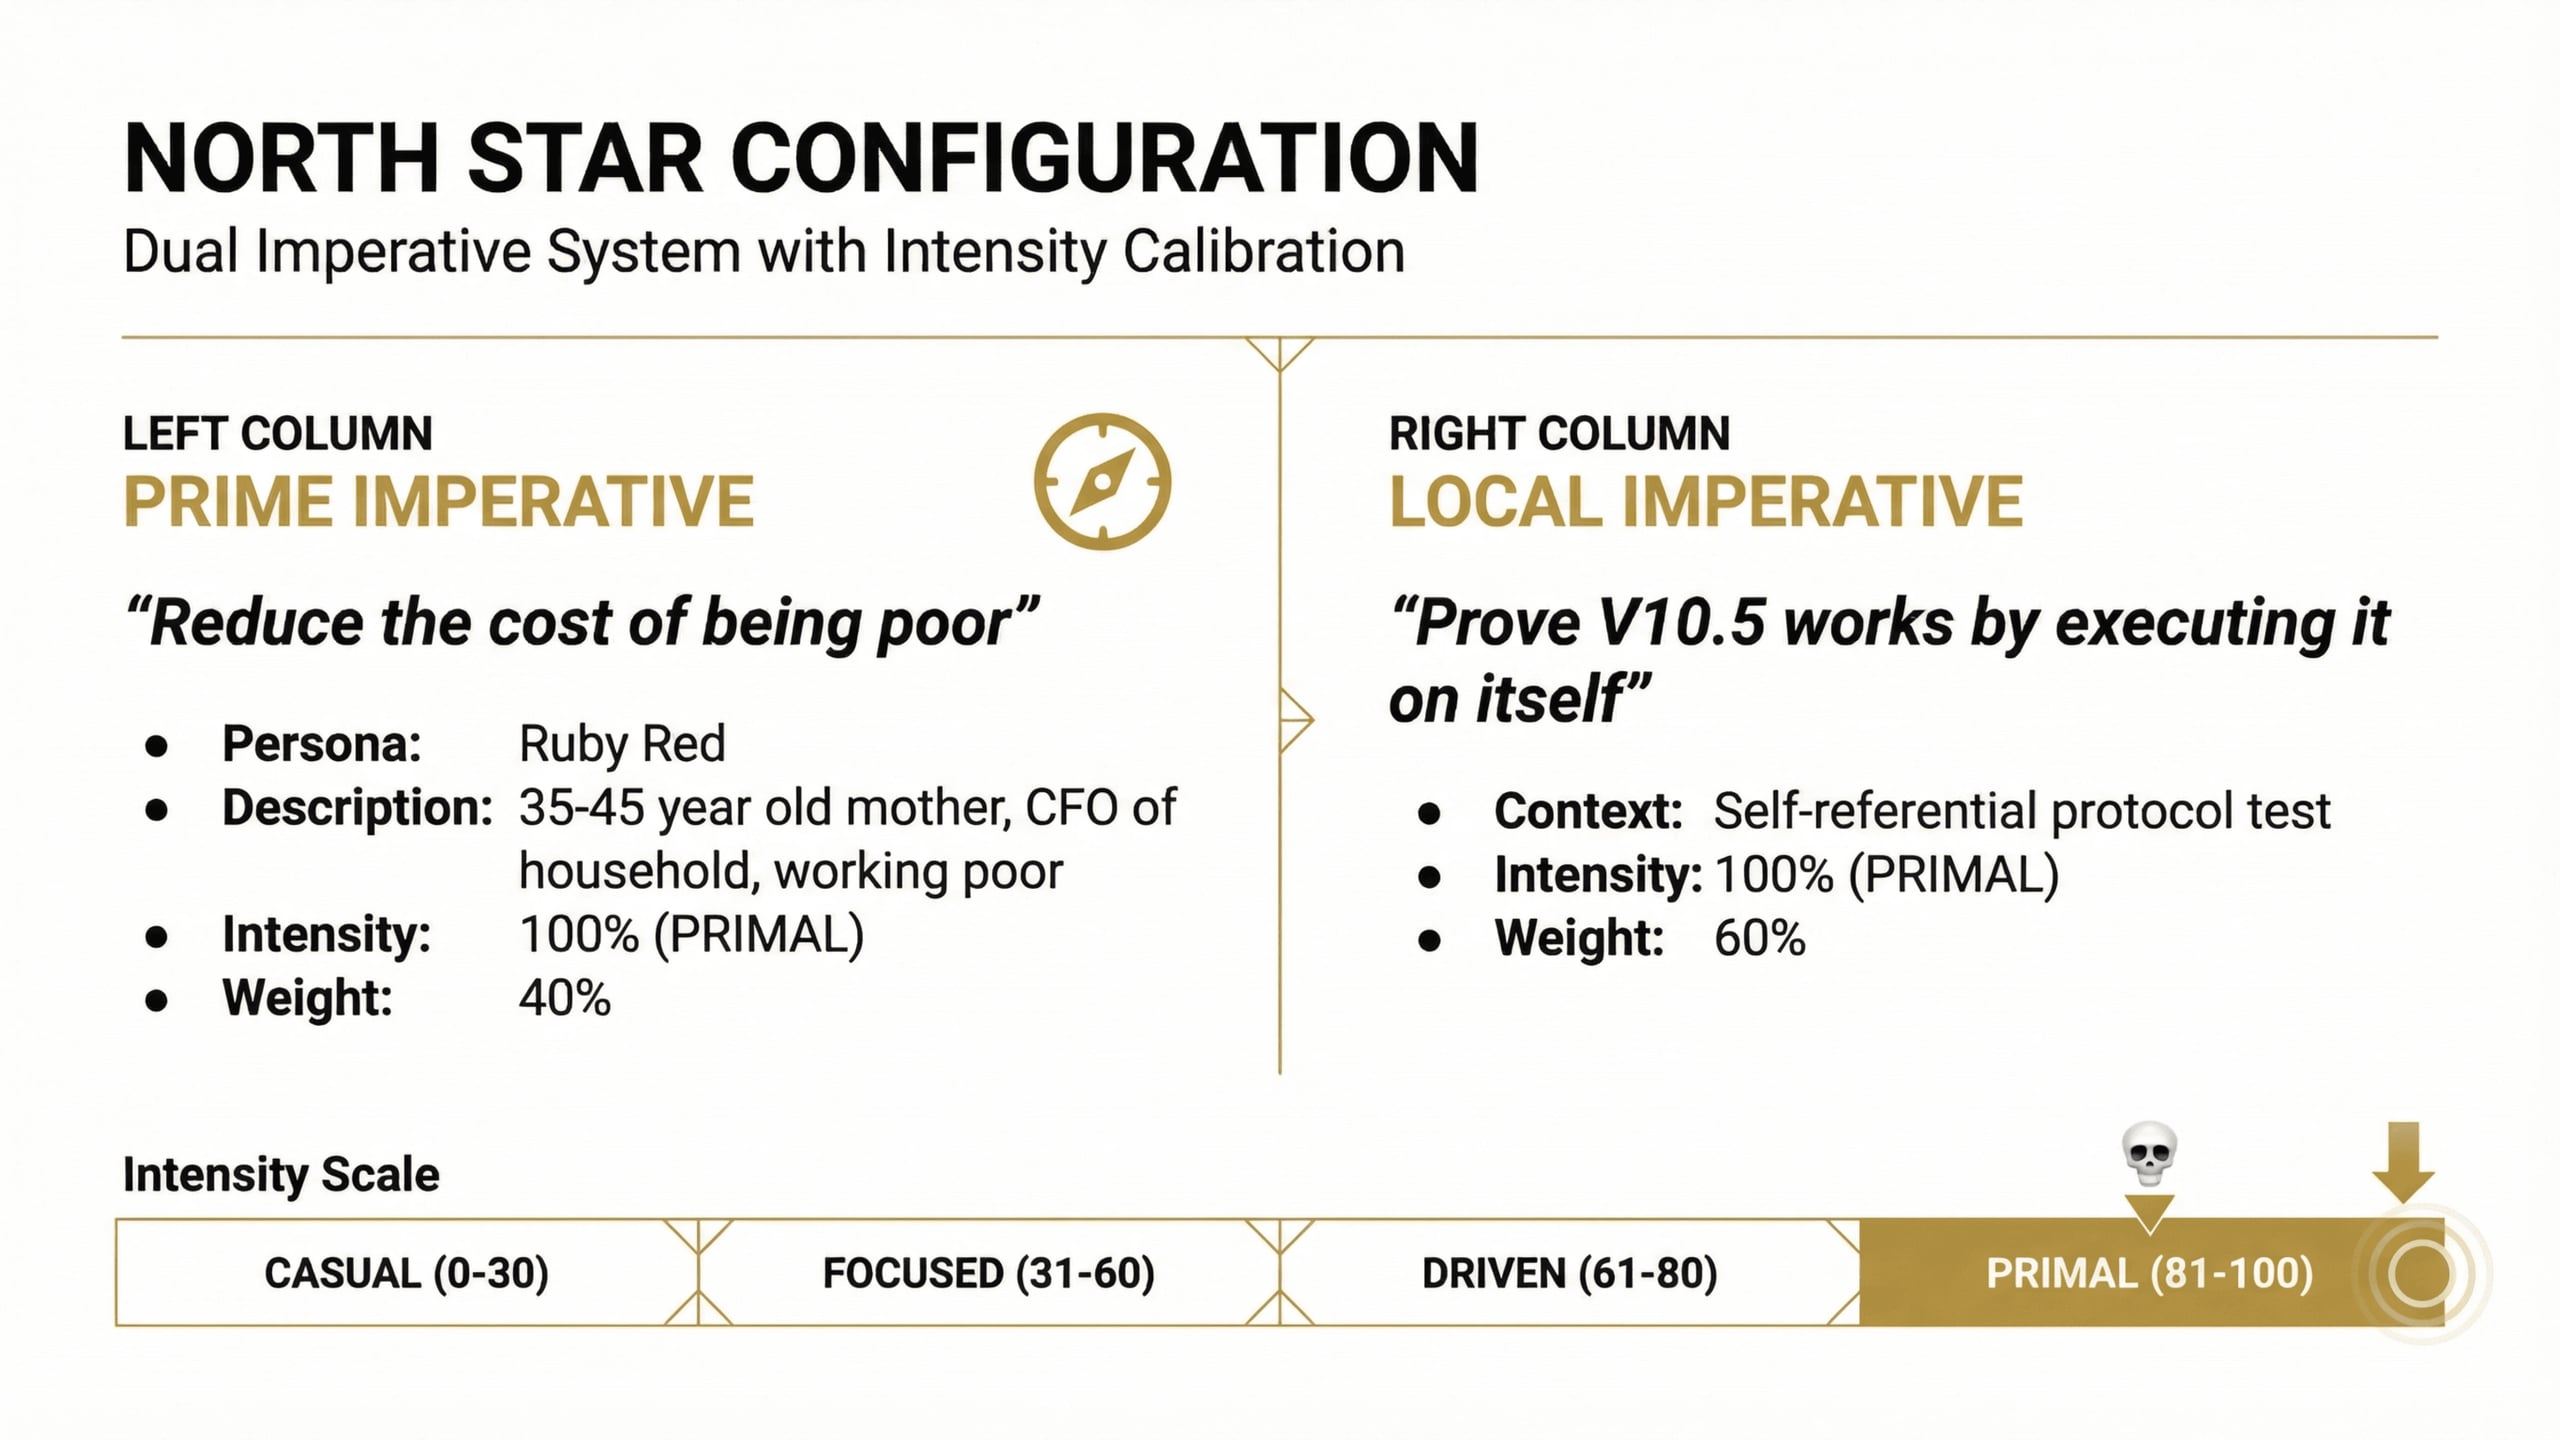 NORTH STAR CONFIGURATION
Dual Imperative System with Intensity Calibration
LEFT COLUMN
PRIME IMPERATIVE
“Reduce the cost of being poor”
● Persona: Ruby Red
● Description: 35-45 year old mother, CFO of
household, working poor
● Intensity: 100% (PRIMAL)
● Weight: 40%
RIGHT COLUMN
LOCAL IMPERATIVE
“Prove V10.5 works by executing it
on itself”
● Context: Self-referential protocol test
● Intensity: 100% (PRIMAL)
● Weight: 60%
Intensity Scale
CASUAL (0-30) FOCUSED (31-60) DRIVEN (61-80) PRIMAL (81-100)